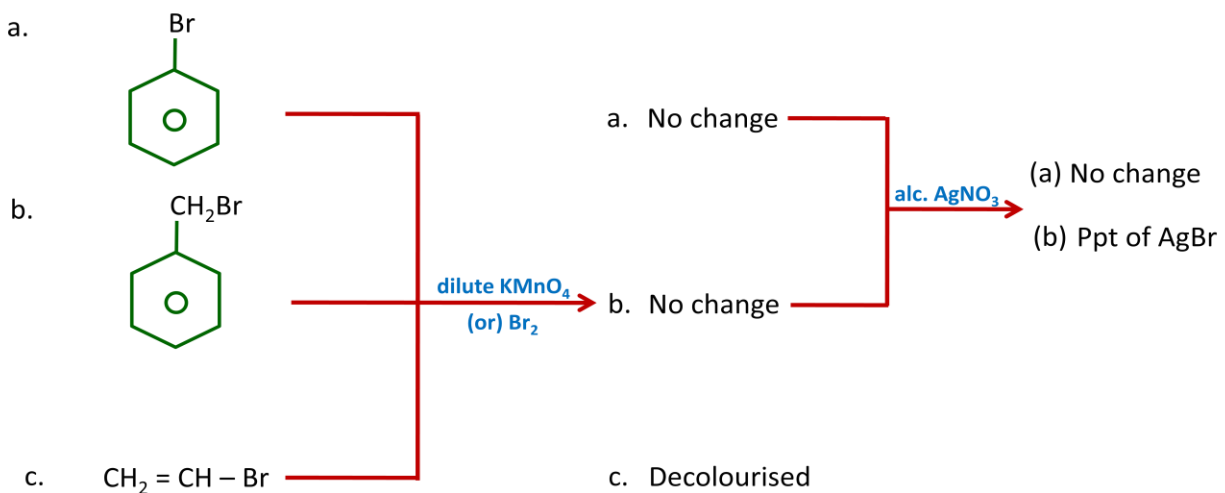 a.
Br
b.
CH₂Br
c. CH₂ = CH – Br
dilute KMnO₄
(or) Br₂
a. No change
b. No change
c. Decolourised
alc. AgNO₃
(a) No change
(b) Ppt of AgBr